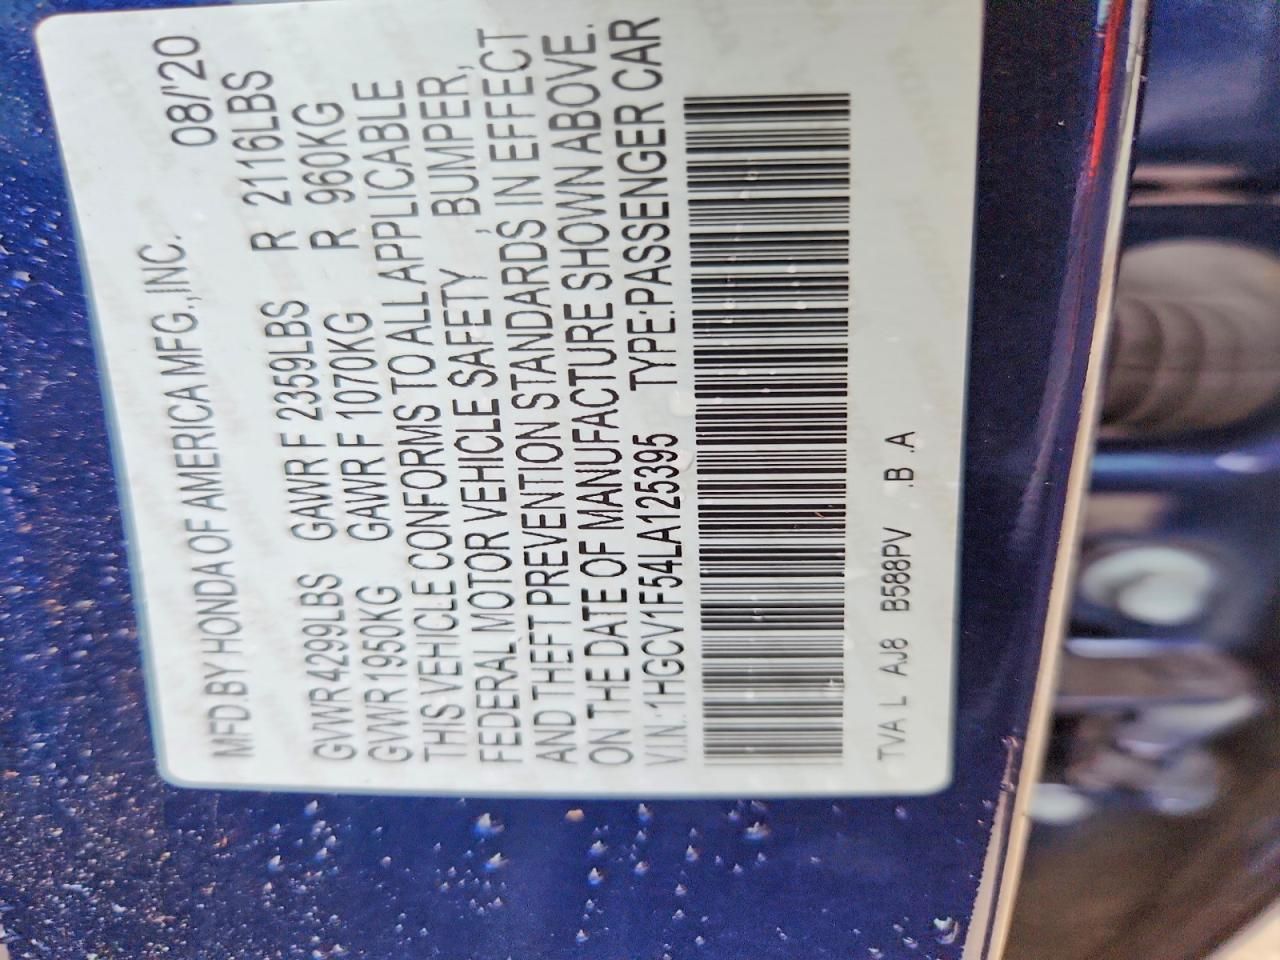 MFD.BY HONDA OF AMERICA MFG.,INC. 08/'20
GVWR4299LBS GAWR F 2359LBS R 2116LBS
GVWR1950KG GAWR F 1070KG R 960KG
THIS VEHICLE CONFORMS TO ALL APPLICABLE
FEDERAL MOTOR VEHICLE SAFETY , BUMPER,
AND THEFT PREVENTION STANDARDS IN EFFECT
ON THE DATE OF MANUFACTURE SHOWN ABOVE.
V.I.N.:1HGCV1F54LA125395 TYPE:PASSENGER CAR
TVA L AJ8 B588PV .B .A